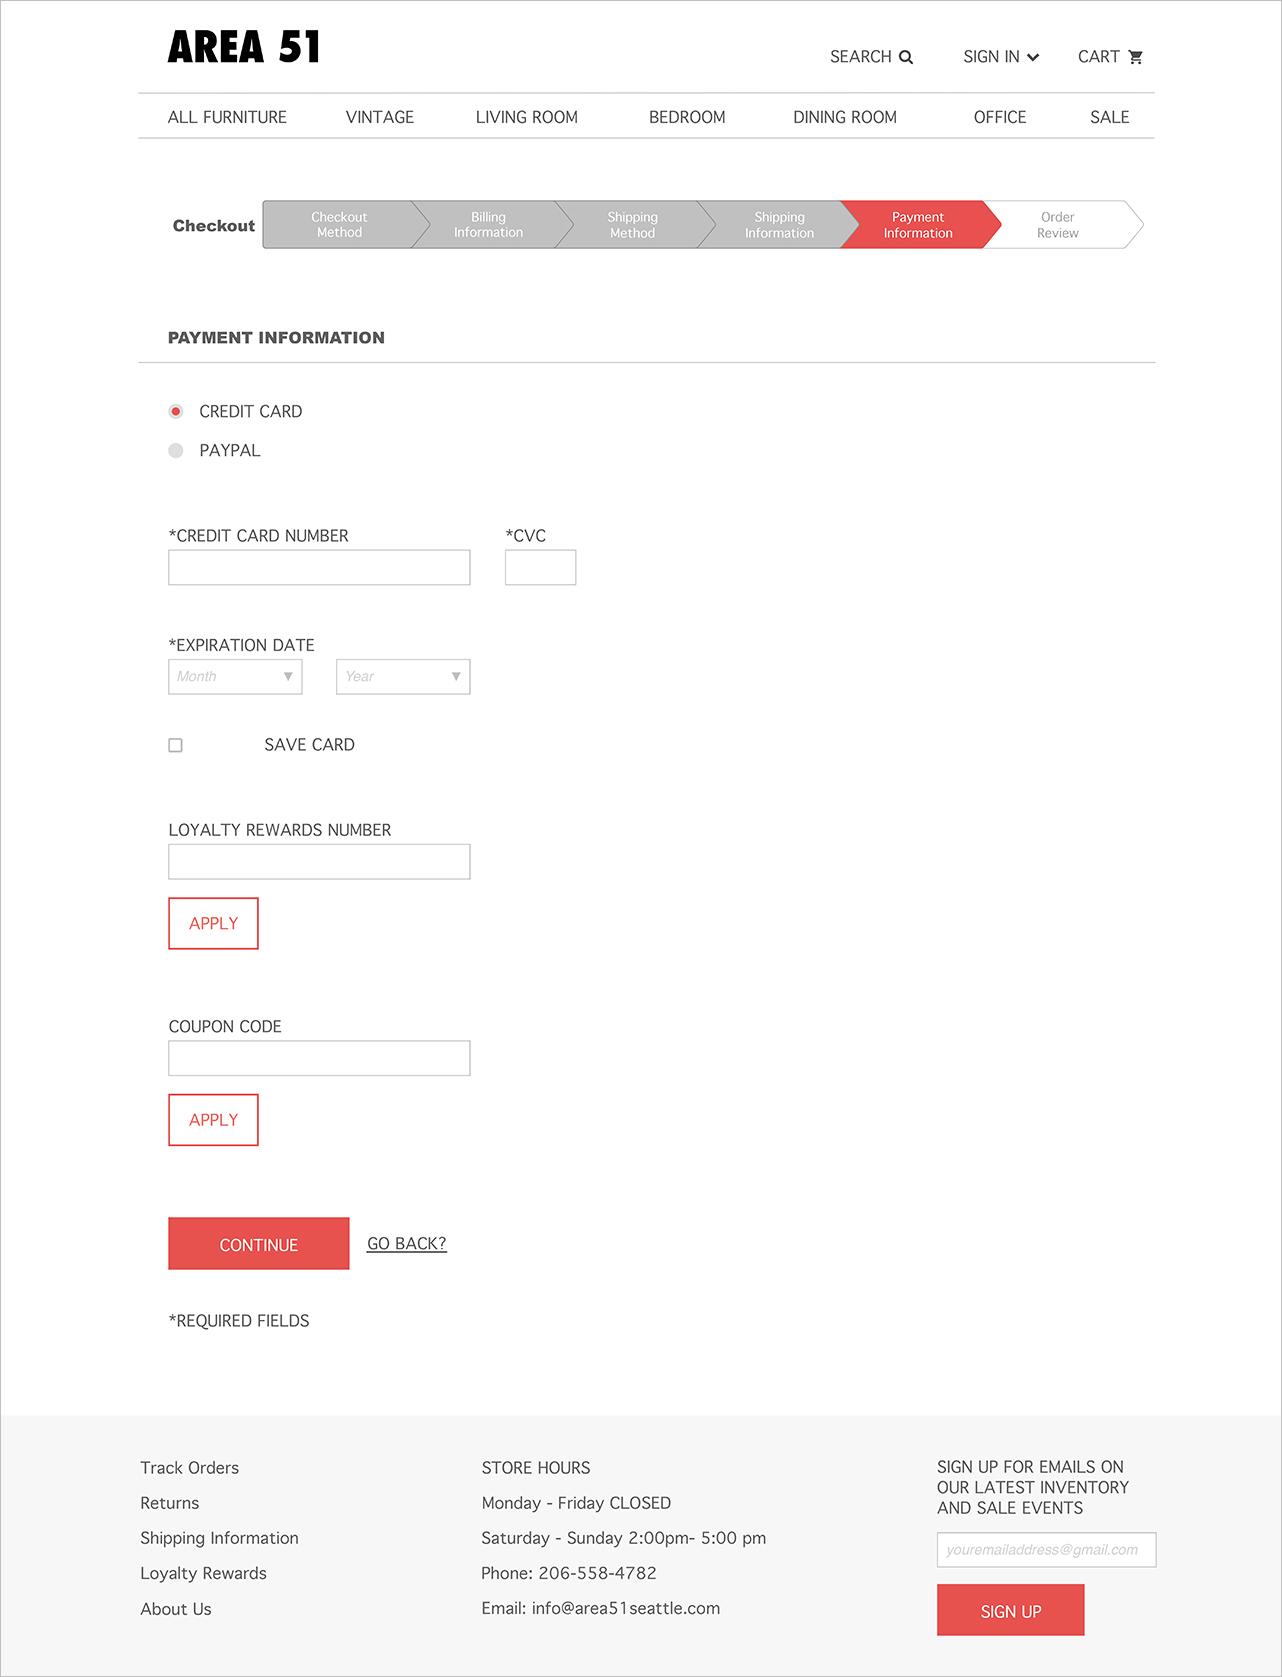 AREA 51
SEARCH
SIGN IN
CART
ALL FURNITURE
VINTAGE
LIVING ROOM
BEDROOM
DINING ROOM
OFFICE
SALE
Checkout
Checkout
Method
Billing
Information
Shipping
Method
Shipping
Information
Payment
Information
Order
Review
PAYMENT INFORMATION
CREDIT CARD
PAYPAL
*CREDIT CARD NUMBER
*CVC
*EXPIRATION DATE
Month
Year
SAVE CARD
LOYALTY REWARDS NUMBER
APPLY
COUPON CODE
APPLY
CONTINUE
GO BACK?
*REQUIRED FIELDS
Track Orders
Returns
Shipping Information
Loyalty Rewards
About Us
STORE HOURS
Monday - Friday CLOSED
Saturday - Sunday 2:00pm- 5:00 pm
Phone: 206-558-4782
Email: info@area51seattle.com
SIGN UP FOR EMAILS ON
OUR LATEST INVENTORY
AND SALE EVENTS
youremailaddress@gmail.com
SIGN UP